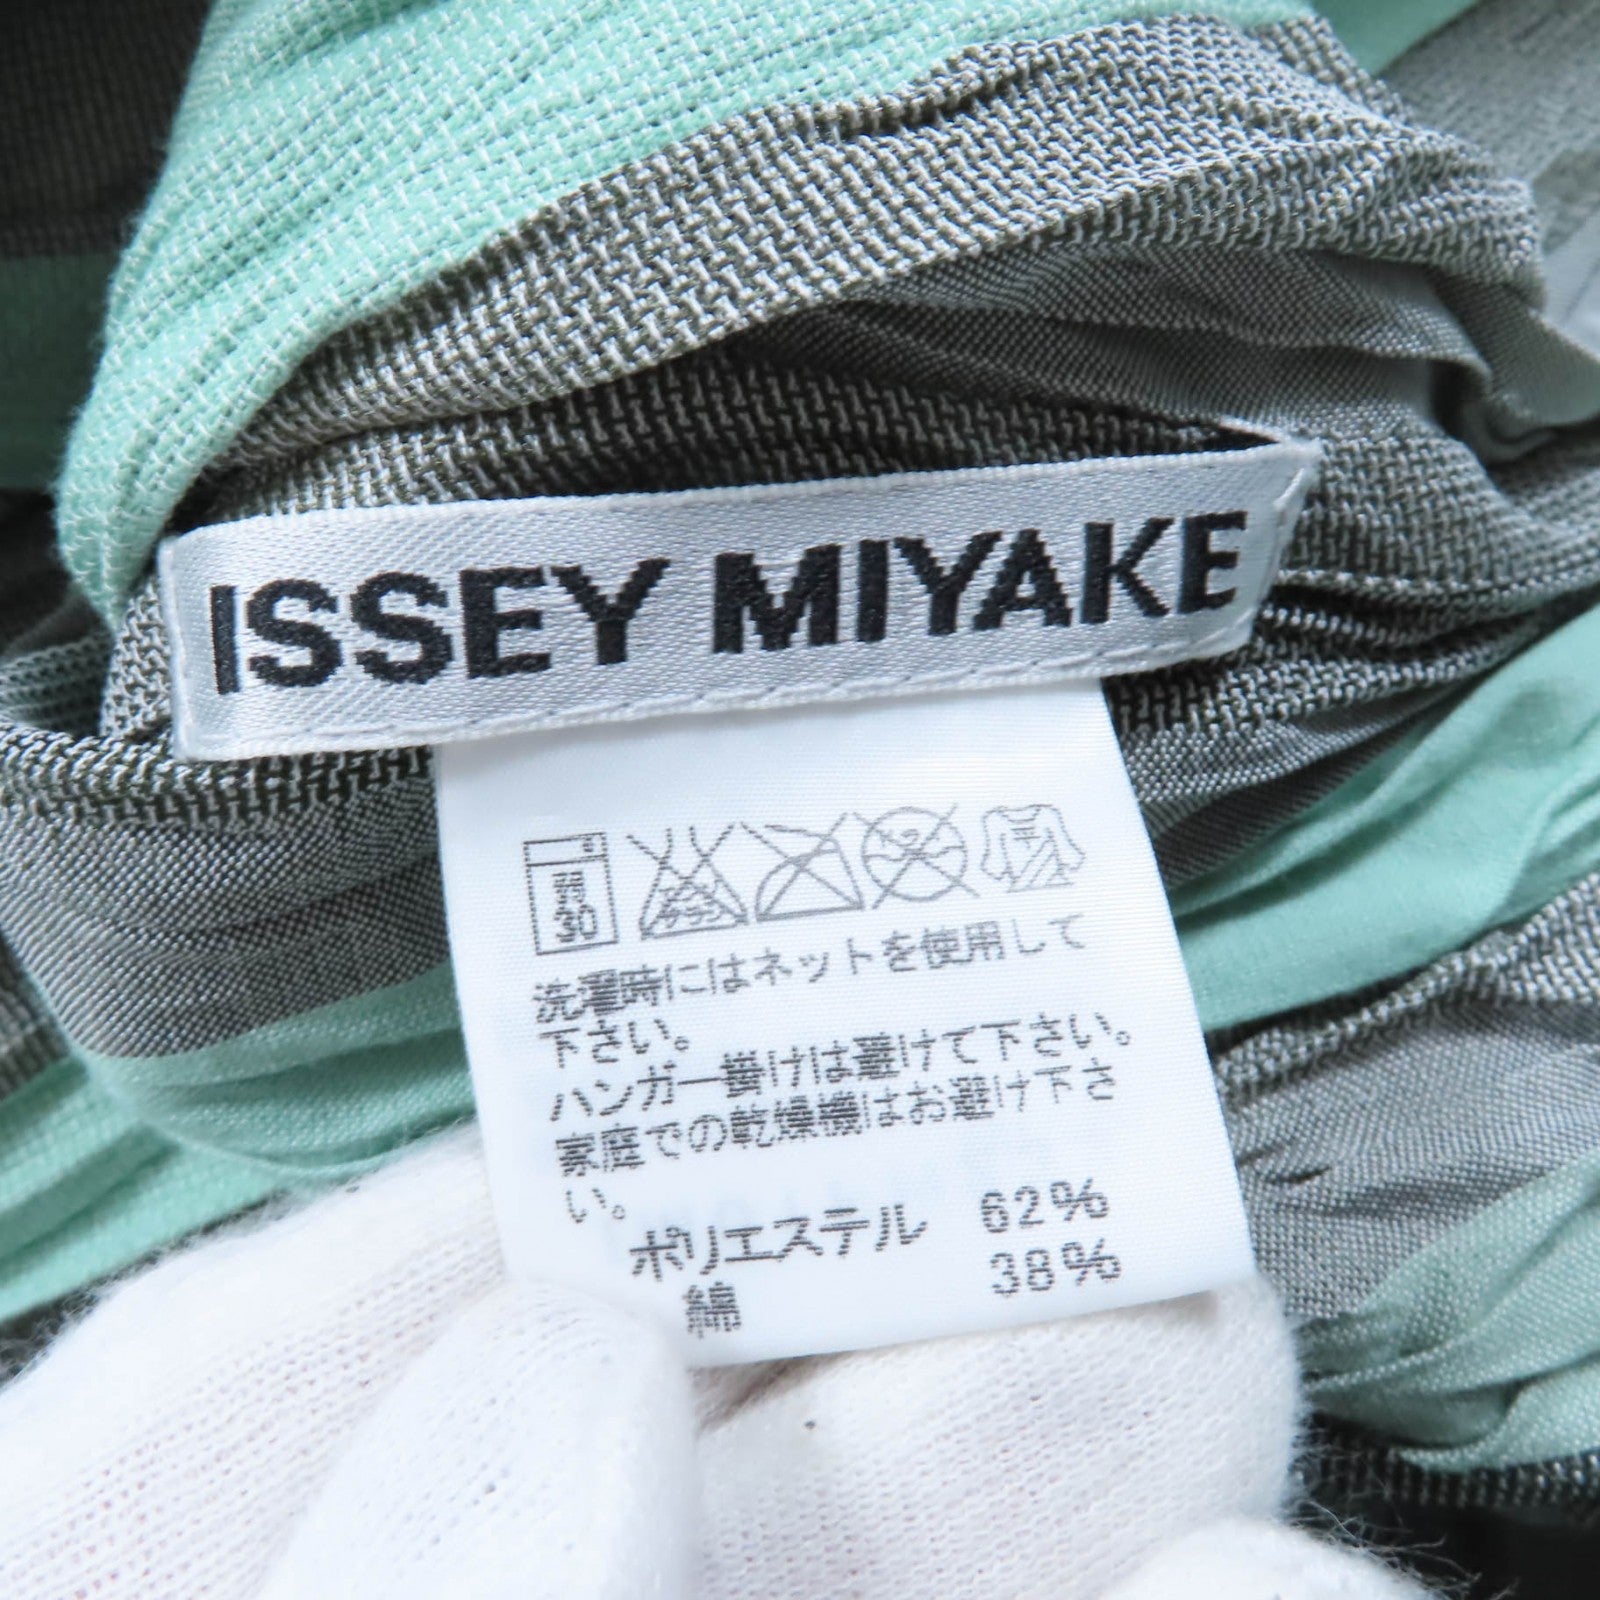 ISSEY MIYAKE
洗濯時にはネットを使用して
下さい。
ハンガー掛けは避けて下さい。
家庭での乾燥機はお避け下さ
い。
ポリエステル 62%
綿 38%